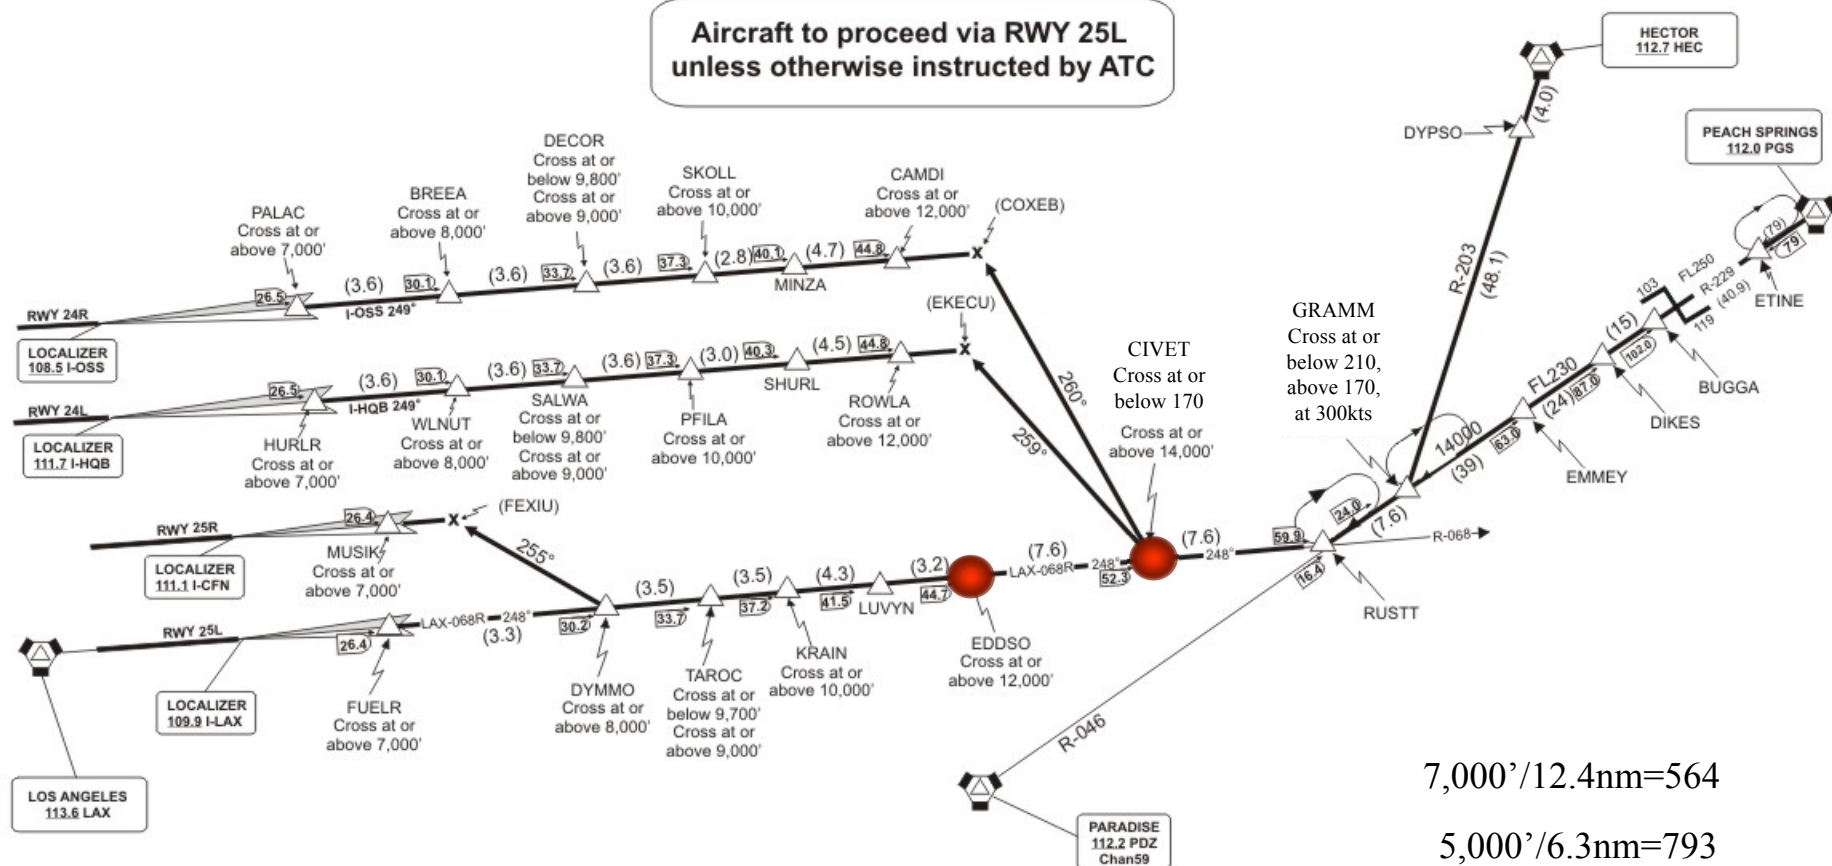 Aircraft to proceed via RWY 25L
unless otherwise instructed by ATC
HECTOR
112.7 HEC
(4.0)
DYPSO
PEACH SPRINGS
112.0 PGS
(79)
79
ETINE
R-203
(48.1)
103
FL250
R-229
(40.9)
119
(15)
102.0
BUGGA
FL230
(24)
87.0
DIKES
14000
(39)
63.0
EMMEY
GRAMM
Cross at or
below 210,
above 170,
at 300kts
24.0
(7.6)
R-068
59.9
16.4
RUSTT
CIVET
Cross at or
below 170
Cross at or
above 14,000'
(7.6)
248°
52.3
260°
259°
DECOR
Cross at or
below 9,800'
Cross at or
above 9,000'
SKOLL
Cross at or
above 10,000'
CAMDI
Cross at or
above 12,000'
(COXEB)
BREEA
Cross at or
above 8,000'
PALAC
Cross at or
above 7,000'
26.5
(3.6)
30.1
(3.6)
33.7
(3.6)
37.3
(2.8)
40.1
(4.7)
44.8
MINZA
I-OSS 249°
RWY 24R
LOCALIZER
108.5 I-OSS
(EKECU)
26.5
(3.6)
30.1
(3.6)
33.7
(3.6)
37.3
(3.0)
40.3
(4.5)
44.8
SHURL
I-HQB 249°
RWY 24L
LOCALIZER
111.7 I-HQB
HURLR
Cross at or
above 7,000'
WLNUT
Cross at or
above 8,000'
SALWA
Cross at or
below 9,800'
Cross at or
above 9,000'
PFILA
Cross at or
above 10,000'
ROWLA
Cross at or
above 12,000'
(FEXIU)
26.4
RWY 25R
LOCALIZER
111.1 I-CFN
MUSIK
Cross at or
above 7,000'
255°
RWY 25L
26.4
LAX-068R
248°
(3.3)
30.2
(3.5)
33.7
(3.5)
37.2
(4.3)
41.5
LUVYN
(3.2)
44.7
LAX-068R
248°
(7.6)
EDDSO
Cross at or
above 12,000'
KRAIN
Cross at or
above 10,000'
TAROC
Cross at or
below 9,700'
Cross at or
above 9,000'
DYMMO
Cross at or
above 8,000'
FUELR
Cross at or
above 7,000'
LOCALIZER
109.9 I-LAX
LOS ANGELES
113.6 LAX
R-046
PARADISE
112.2 PDZ
Chan59
7,000’/12.4nm=564
5,000’/6.3nm=793